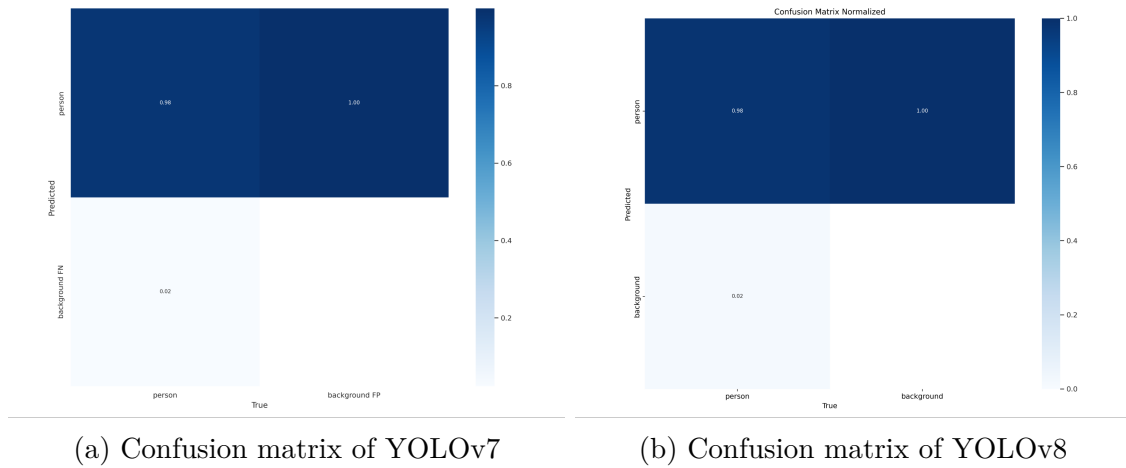 person
Predicted
background FN
0.98
1.00
0.02
person
background FP
True
0.8
0.6
0.4
0.2
(a) Confusion matrix of YOLOv7
Confusion Matrix Normalized
person
Predicted
background
0.98
1.00
0.02
person
background
True
1.0
0.8
0.6
0.4
0.2
0.0
(b) Confusion matrix of YOLOv8